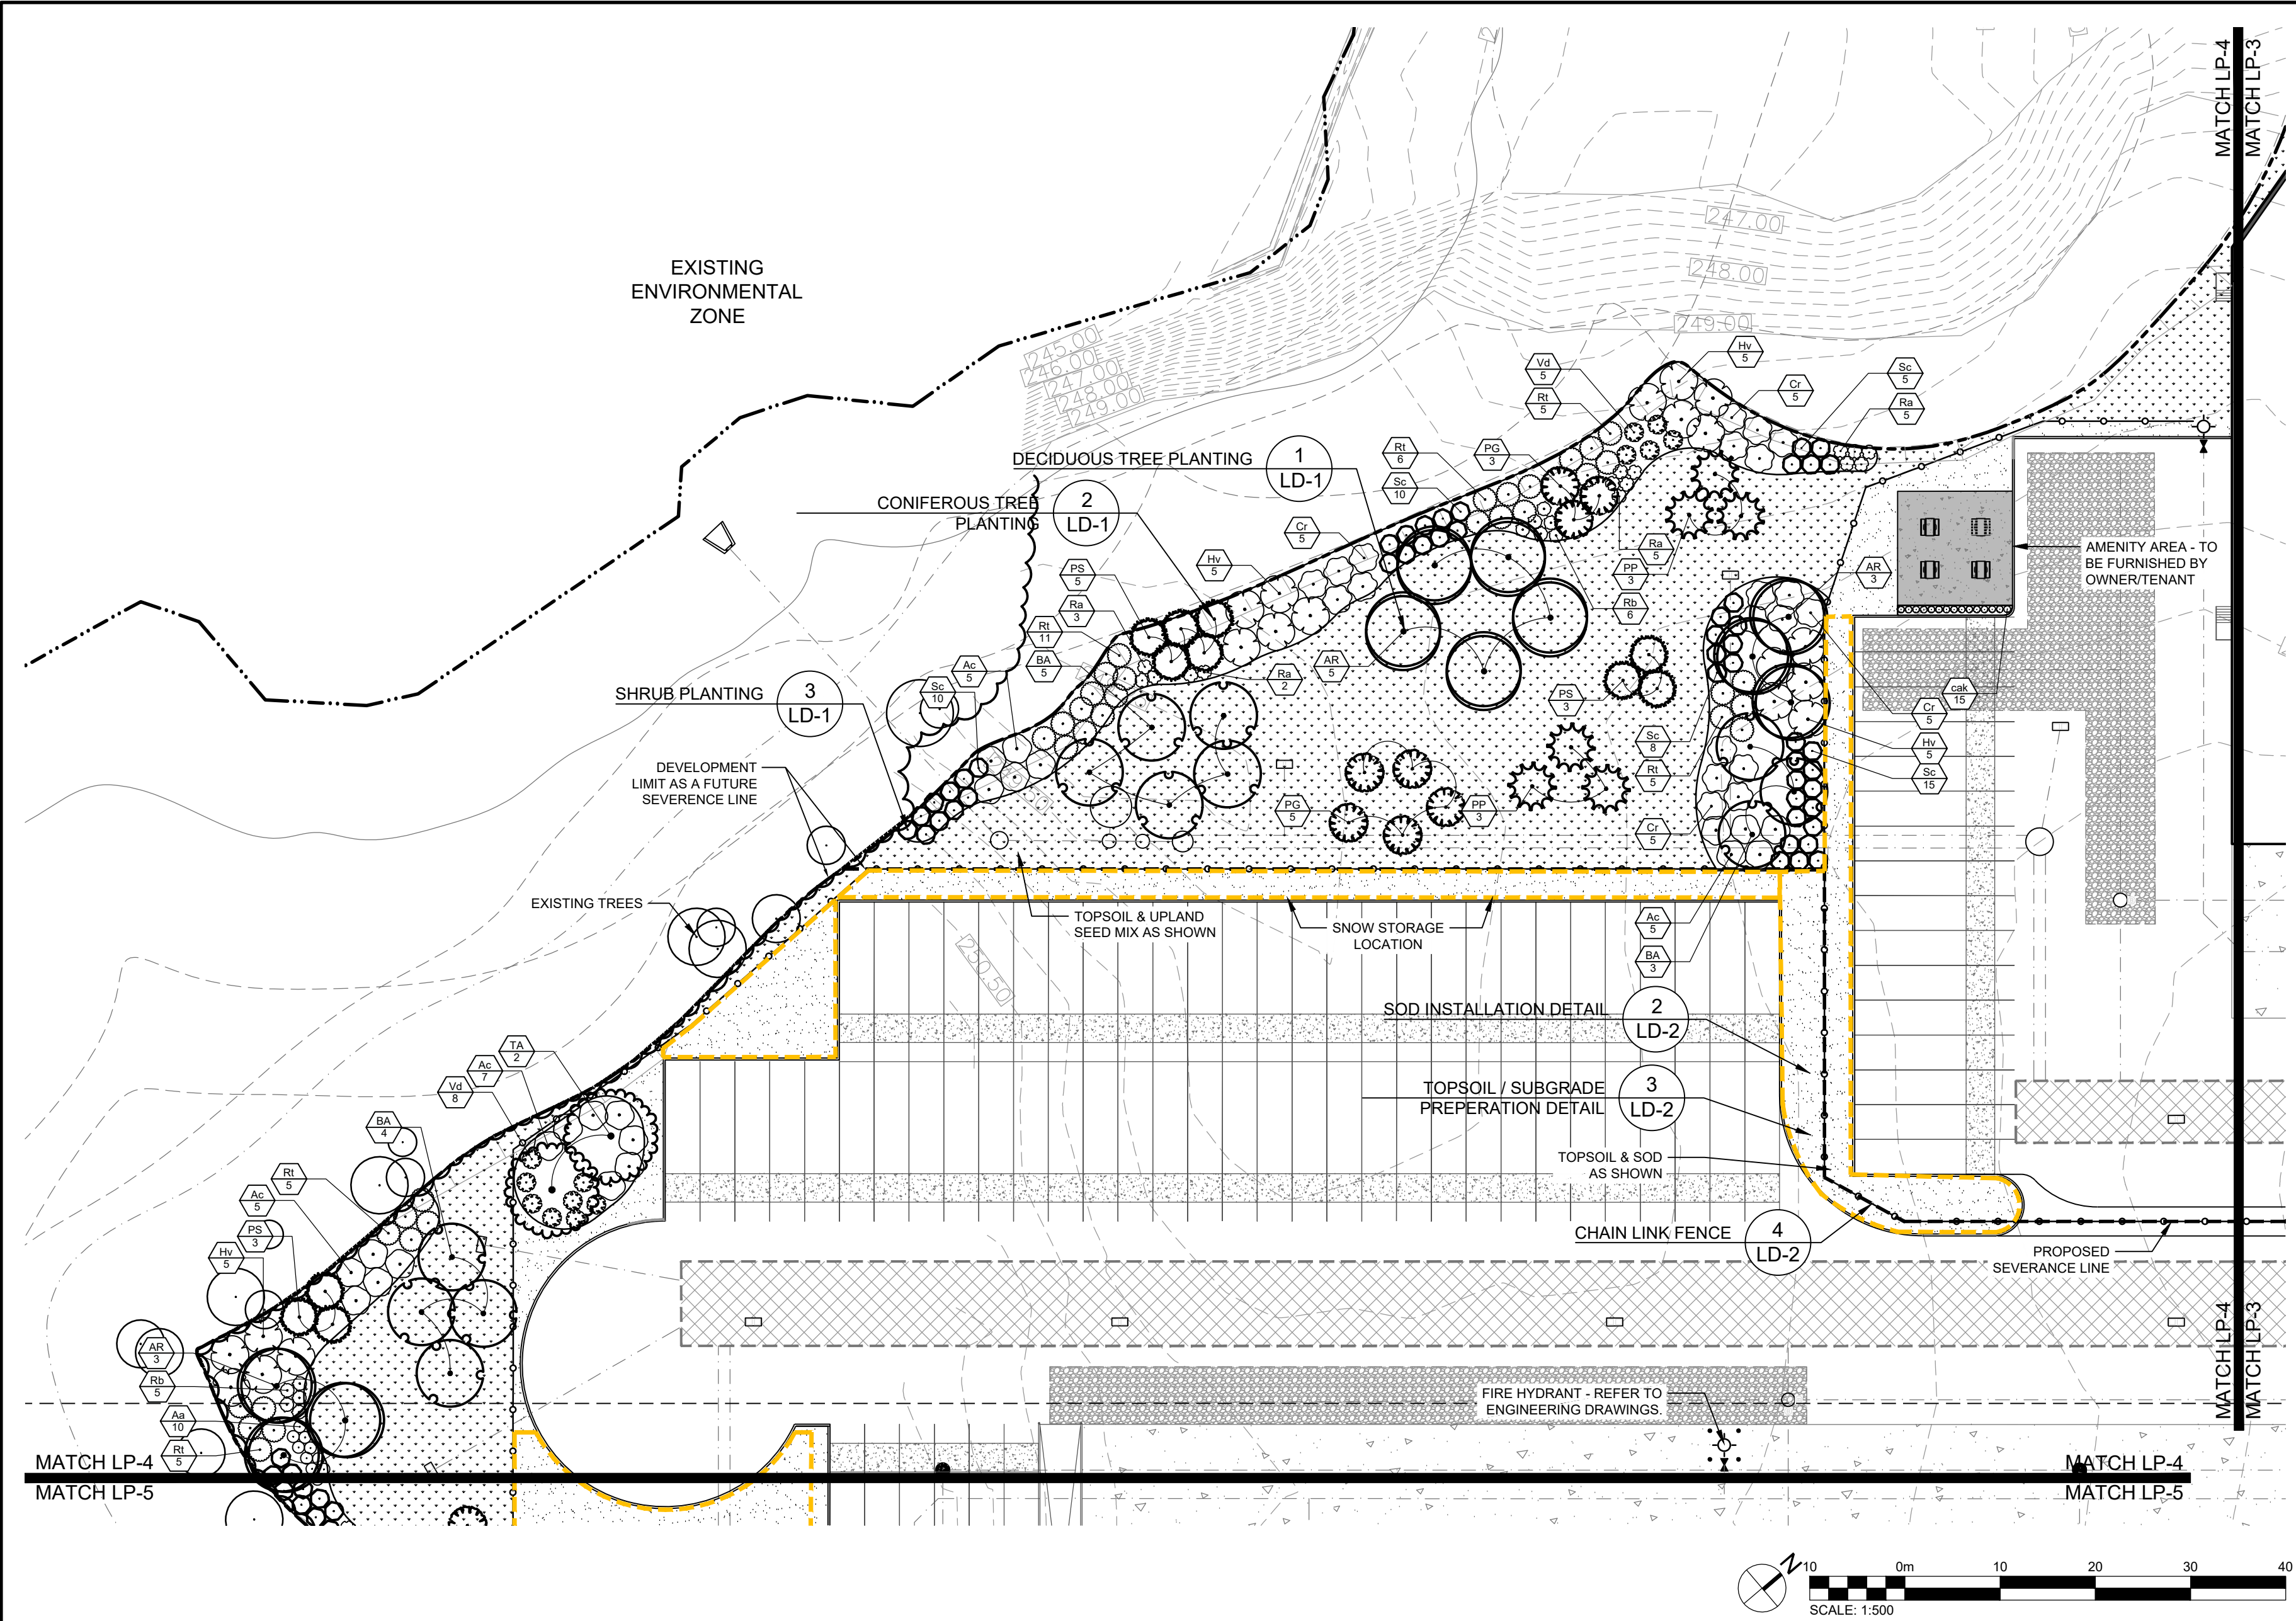 MATCH LP-4
MATCH LP-3
EXISTING
ENVIRONMENTAL
ZONE
247.00
248.00
249.00
245.00
246.00
247.00
248.00
249.00
Hv
5
Vd
5
Cr
5
Sc
5
Rt
5
Ra
5
DECIDUOUS TREE PLANTING
1
LD-1
Rt
6
PG
3
Sc
10
CONIFEROUS TREE
PLANTING
2
LD-1
Cr
5
Ra
5
AMENITY AREA - TO
BE FURNISHED BY
OWNER/TENANT
PS
5
Hv
5
PP
3
AR
3
Ra
3
Rb
6
Rt
11
BA
5
Ac
5
AR
5
Ra
2
Sc
10
SHRUB PLANTING
3
LD-1
PS
3
cak
15
Cr
5
Sc
8
Hv
5
Rt
5
Sc
15
DEVELOPMENT
LIMIT AS A FUTURE
SEVERENCE LINE
250.50
PG
5
PP
3
Cr
5
EXISTING TREES
TOPSOIL & UPLAND
SEED MIX AS SHOWN
SNOW STORAGE
LOCATION
Ac
5
BA
3
250.50
SOD INSTALLATION DETAIL
2
LD-2
TOPSOIL / SUBGRADE
PREPERATION DETAIL
3
LD-2
TA
2
Ac
7
Vd
8
BA
4
TOPSOIL & SOD
AS SHOWN
Rt
5
Ac
5
PS
3
Hv
5
CHAIN LINK FENCE
4
LD-2
PROPOSED
SEVERANCE LINE
AR
3
Rb
5
Aa
10
Rt
5
FIRE HYDRANT - REFER TO
ENGINEERING DRAWINGS.
MATCH LP-4
MATCH LP-3
MATCH LP-4
MATCH LP-5
MATCH LP-4
MATCH LP-5
N
10 0m 10 20 30 40
SCALE: 1:500